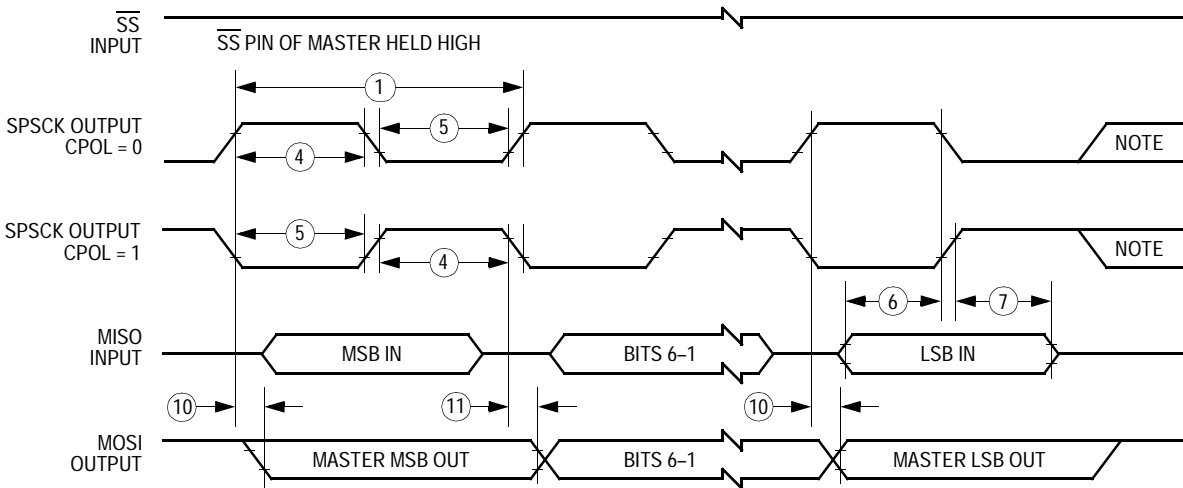 SS
INPUT
SS PIN OF MASTER HELD HIGH
1
SPSCK OUTPUT
CPOL = 0
5
4
NOTE
SPSCK OUTPUT
CPOL = 1
5
4
NOTE
6
7
MISO
INPUT
MSB IN
BITS 6–1
LSB IN
10
11
10
MOSI
OUTPUT
MASTER MSB OUT
BITS 6–1
MASTER LSB OUT